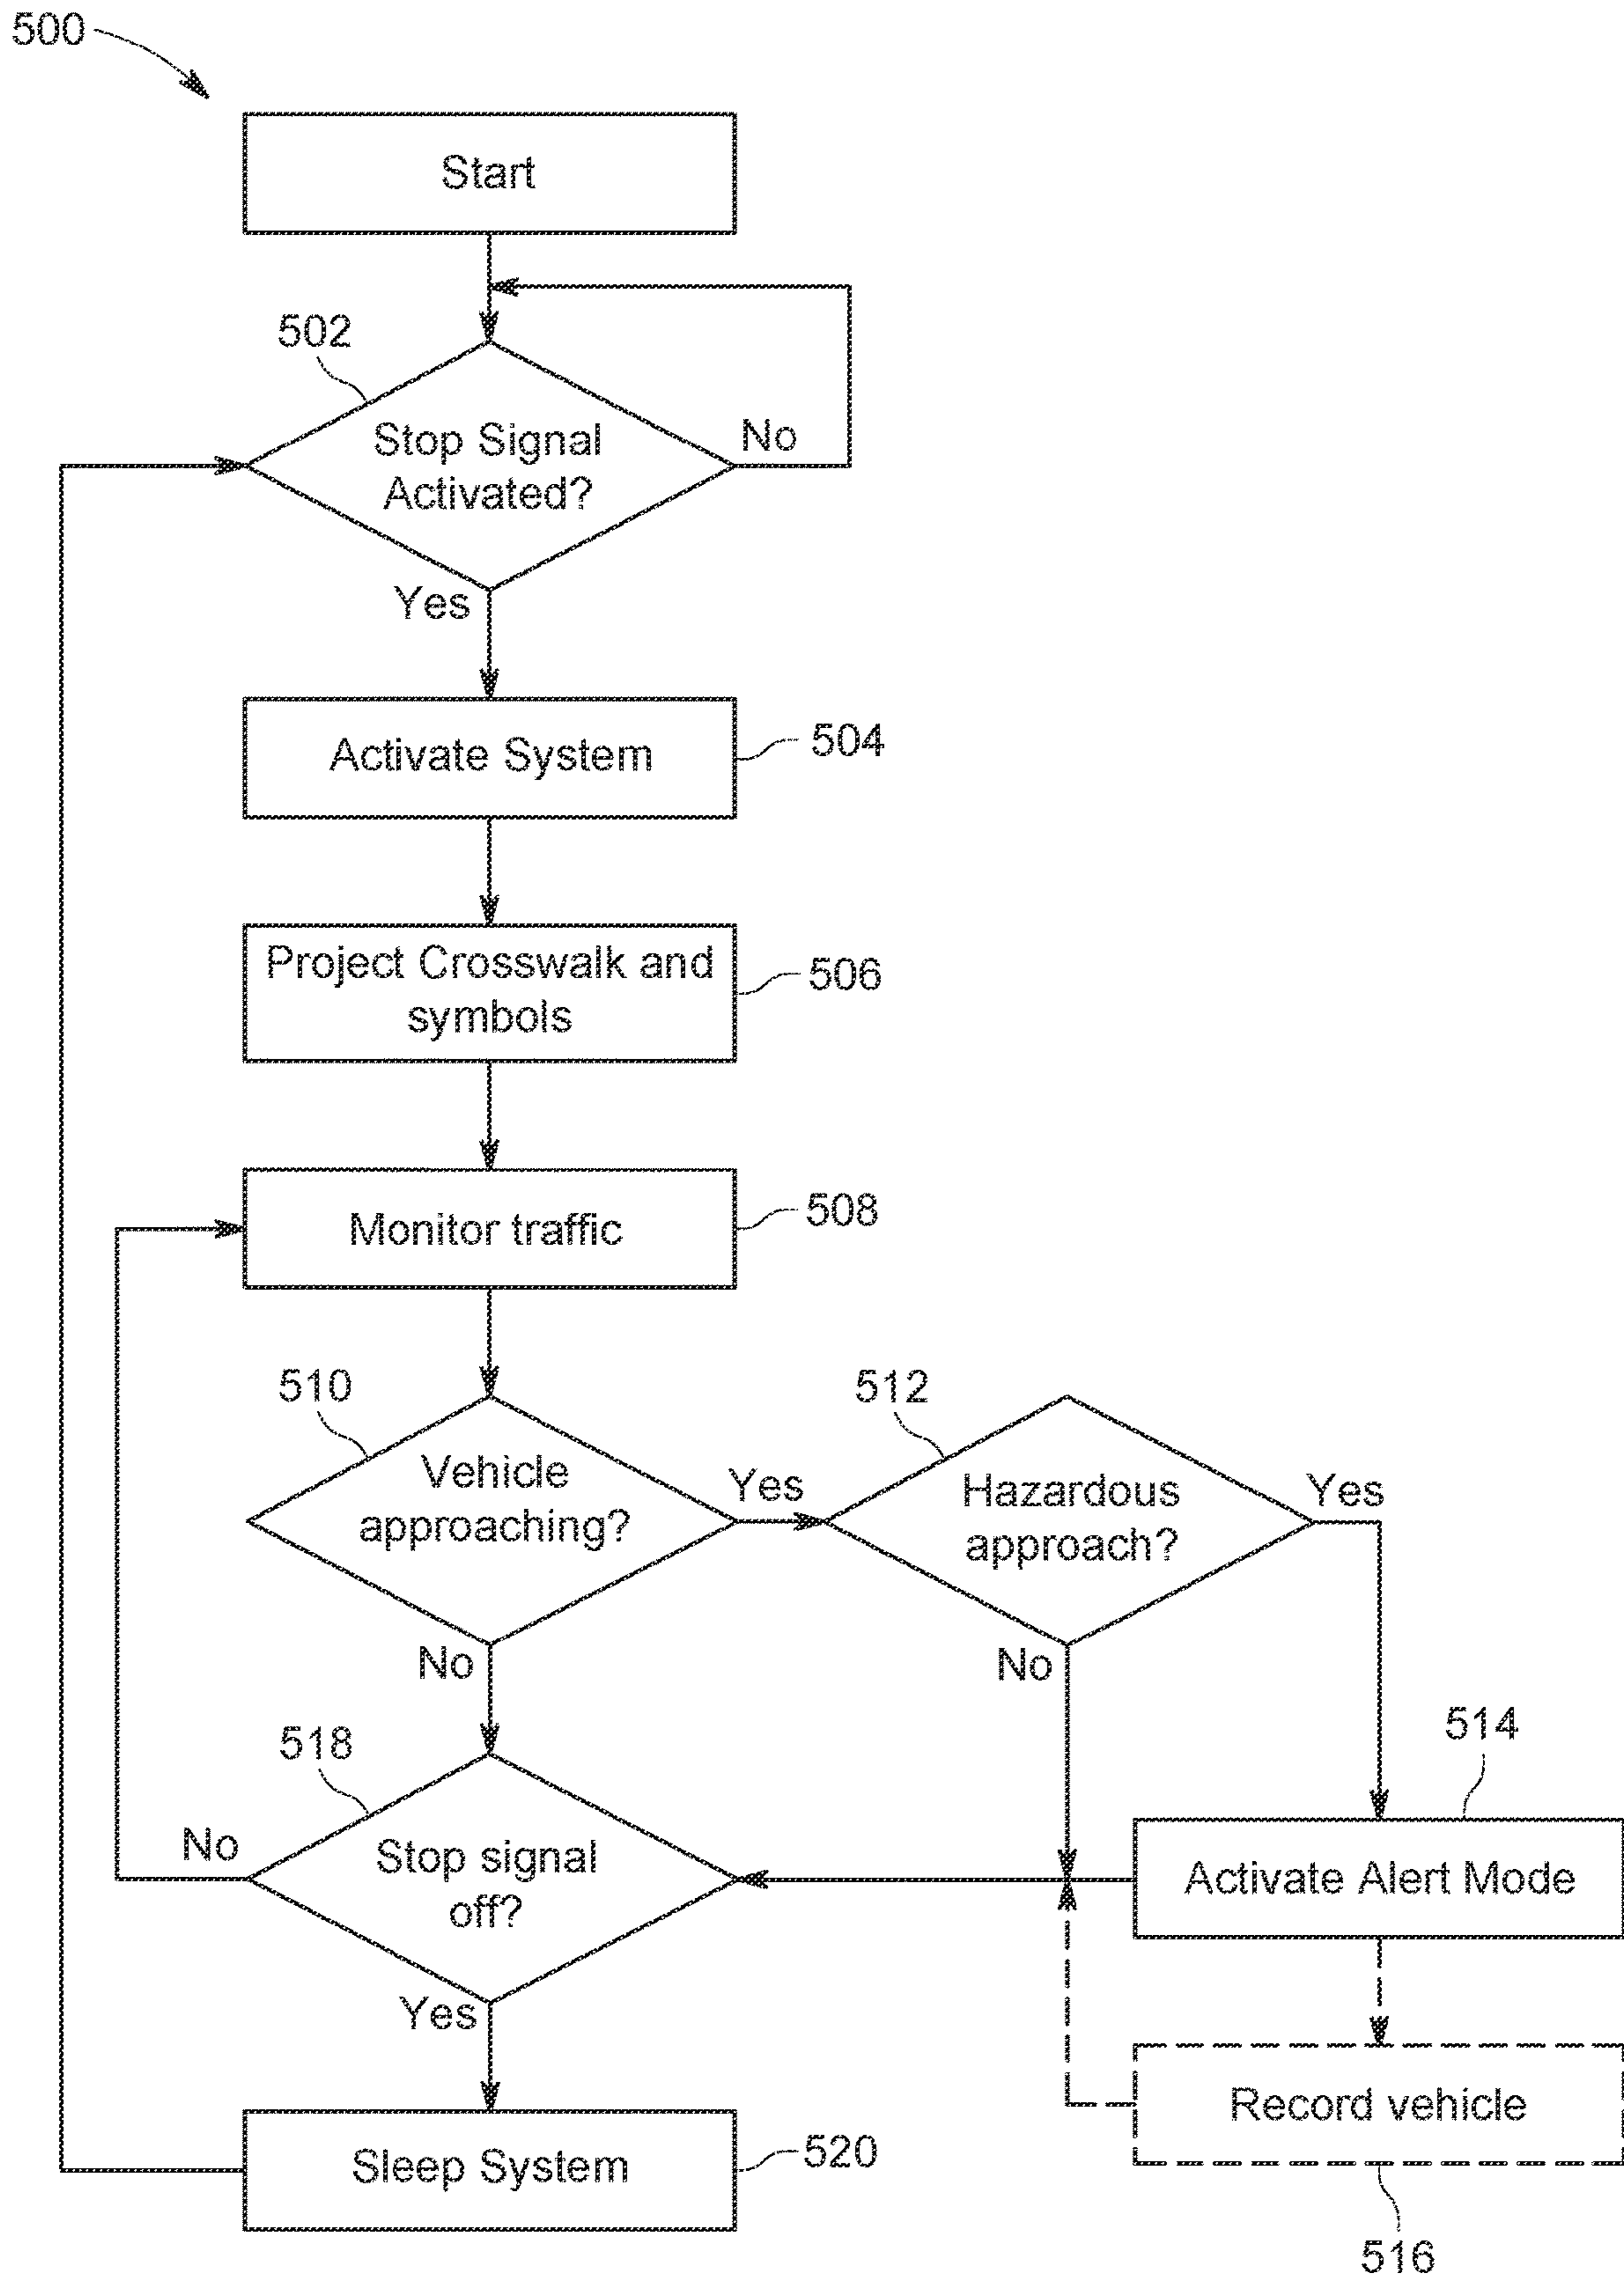 500
Start
502
Stop Signal
Activated?
No
Yes
Activate System
504
Project Crosswalk and
symbols
506
Monitor traffic
508
510
Vehicle
approaching?
Yes
No
512
Hazardous
approach?
Yes
No
514
Activate Alert Mode
518
Stop signal
off?
No
Yes
Record vehicle
516
Sleep System
520